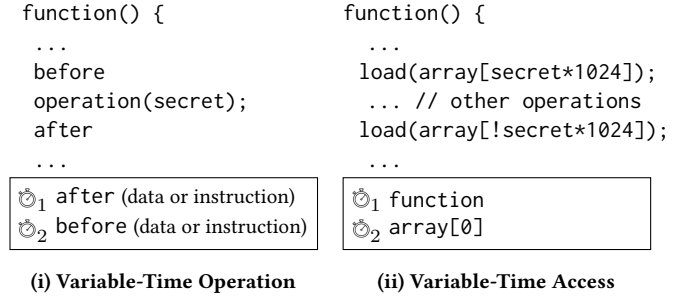 function() {
...
before
operation(secret);
after
...
⏱1 after (data or instruction)
⏱2 before (data or instruction)
(i) Variable-Time Operation
function() {
...
load(array[secret*1024]);
... // other operations
load(array[!secret*1024]);
...
⏱1 function
⏱2 array[0]
(ii) Variable-Time Access